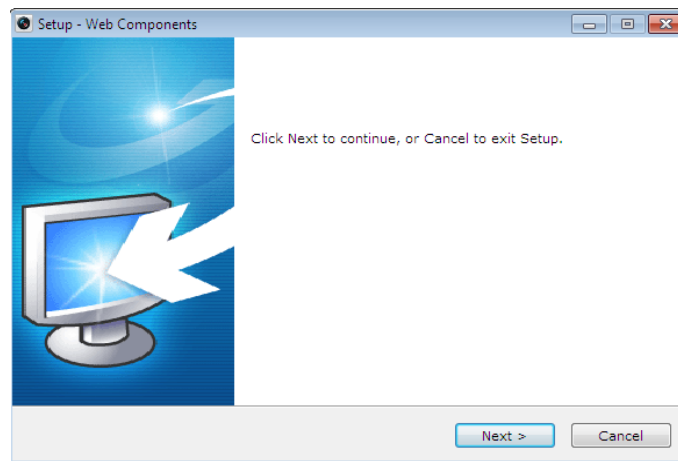 Setup - Web Components
Click Next to continue, or Cancel to exit Setup.
Next >
Cancel